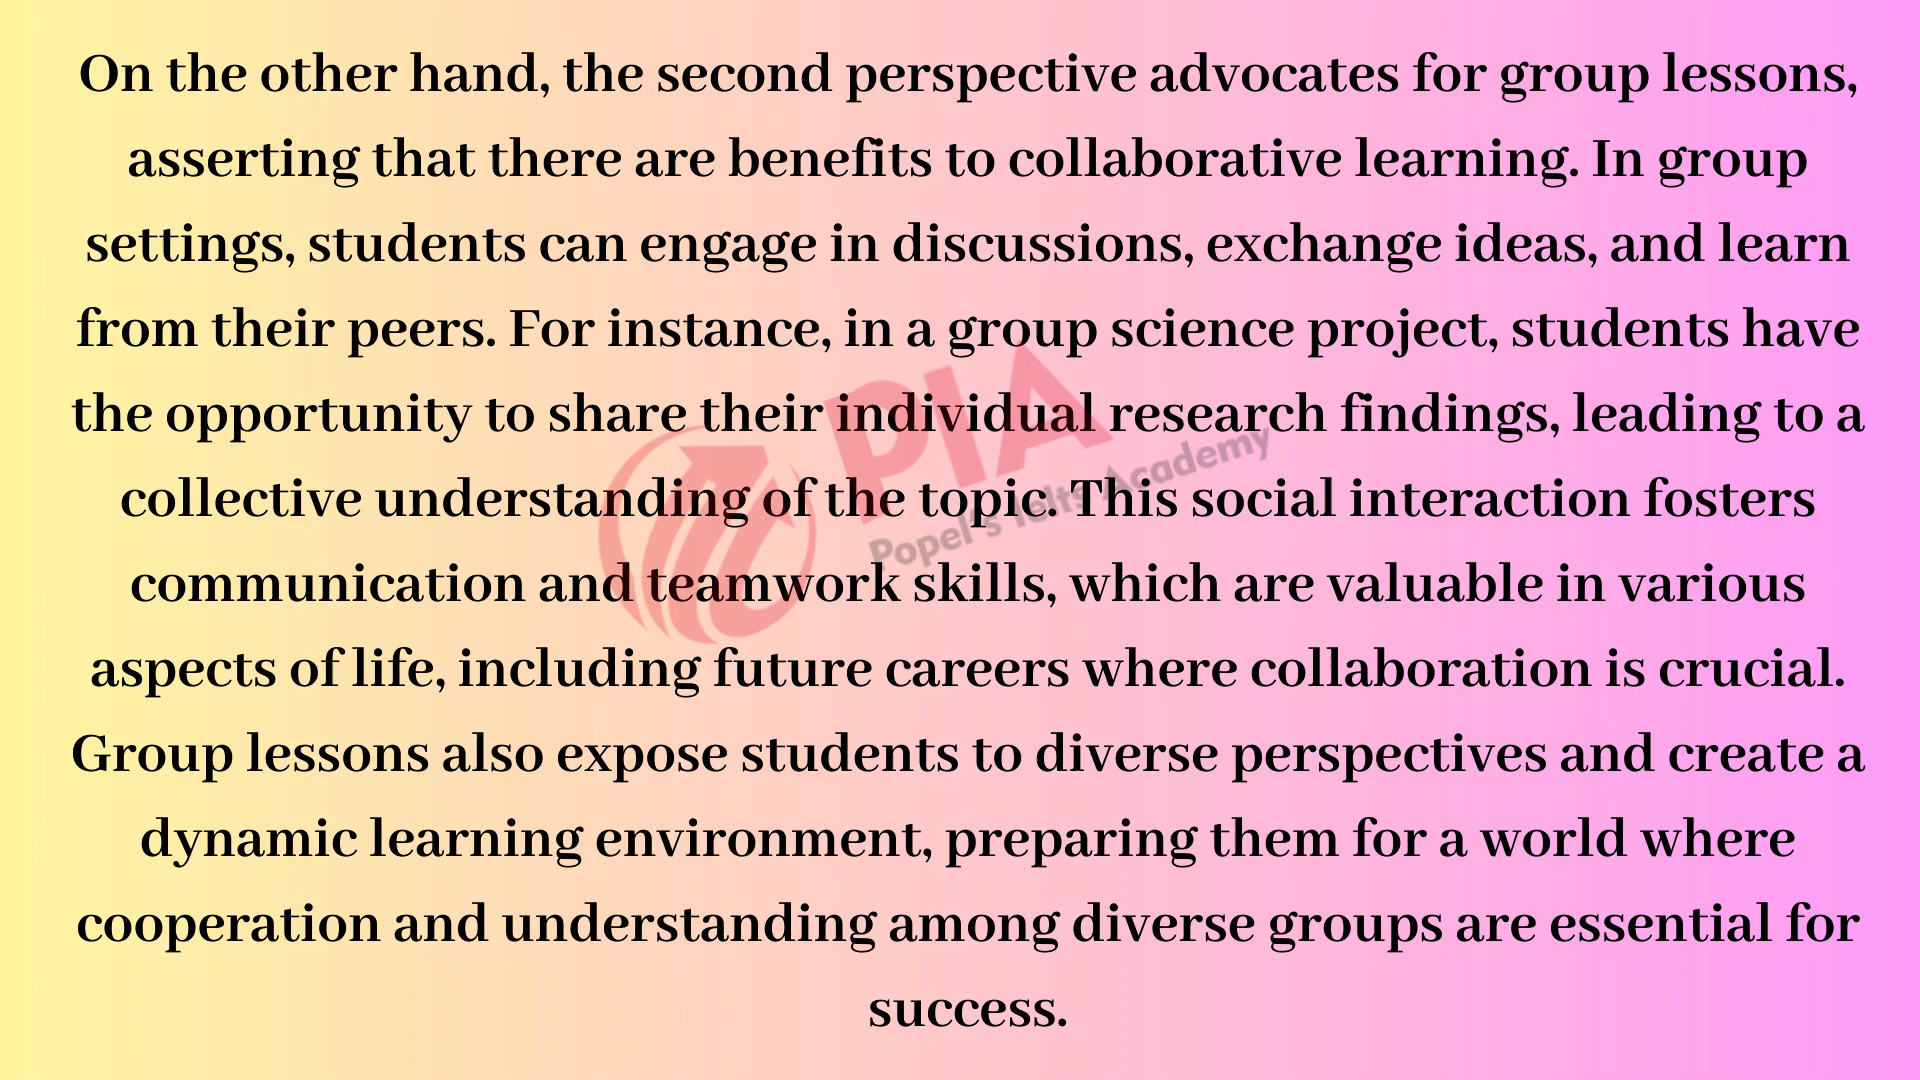 On the other hand, the second perspective advocates for group lessons,
asserting that there are benefits to collaborative learning. In group
settings, students can engage in discussions, exchange ideas, and learn
from their peers. For instance, in a group science project, students have
the opportunity to share their individual research findings, leading to a
collective understanding of the topic. This social interaction fosters
communication and teamwork skills, which are valuable in various
aspects of life, including future careers where collaboration is crucial.
Group lessons also expose students to diverse perspectives and create a
dynamic learning environment, preparing them for a world where
cooperation and understanding among diverse groups are essential for
success.
PIA
Popel's Ielts Academy